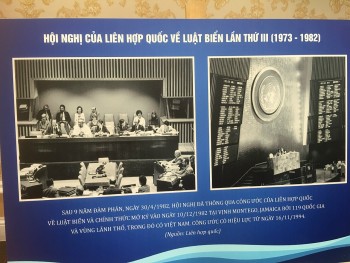 HỘI NGHỊ CỦA LIÊN HỢP QUỐC VỀ LUẬT BIỂN LẦN THỨ III (1973 - 1982)
SAU 9 NĂM ĐÀM PHÁN, NGÀY 30/4/1982, HỘI NGHỊ ĐÃ THÔNG QUA CÔNG ƯỚC CỦA LIÊN HỢP QUỐC
VỀ LUẬT BIỂN VÀ CHÍNH THỨC MỞ KÝ VÀO NGÀY 10/12/1982 TẠI VỊNH MONTEGO, JAMAICA BỞI 119 QUỐC GIA
VÀ VÙNG LÃNH THỔ, TRONG ĐÓ CÓ VIỆT NAM. CÔNG ƯỚC CÓ HIỆU LỰC TỪ NGÀY 16/11/1994.
(Nguồn: Liên hợp quốc)